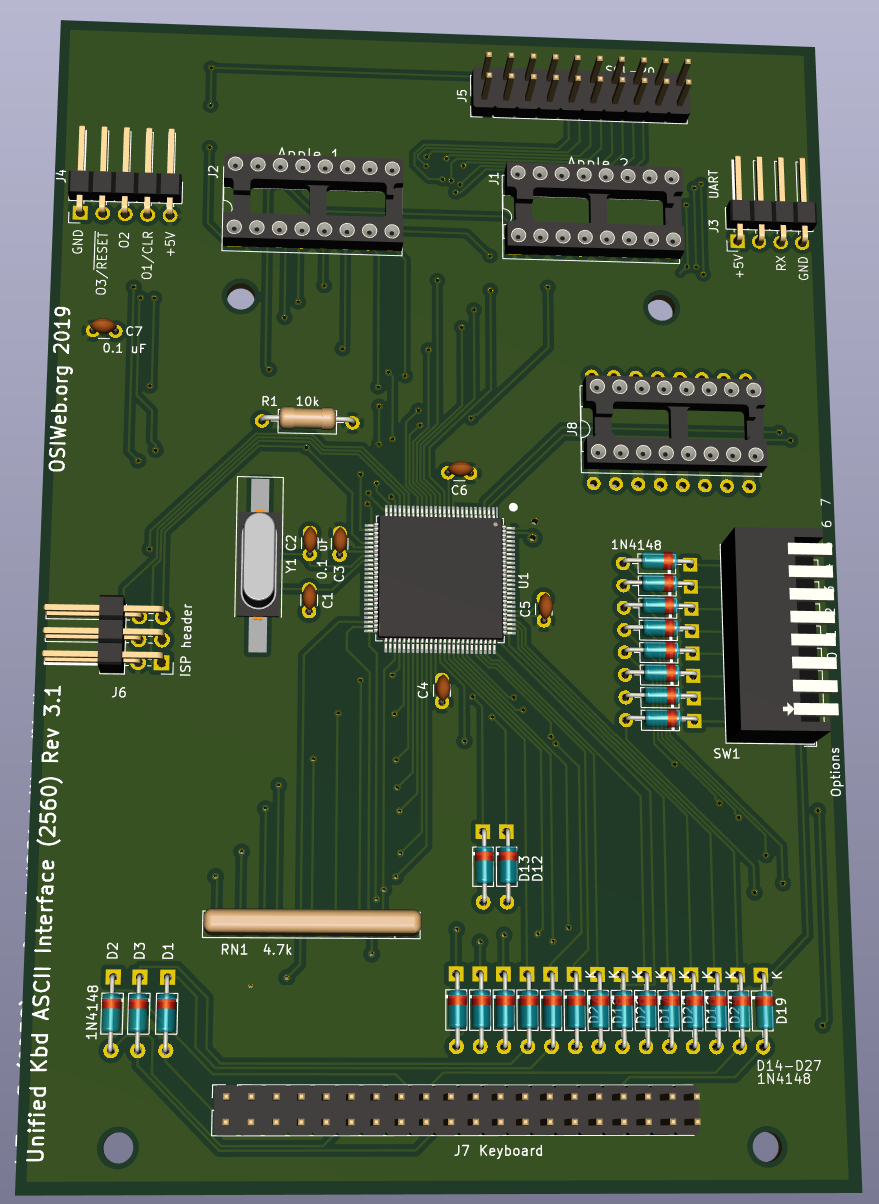 J5
Apple 1
J4
J2
Apple 2
J1
UART
J3
GND
O3/RESET
O2
O1/CLR
+5V
+5V
RX
GND
C7
0.1 uF
OSIWeb.org 2019
R1 10k
J8
C6
7
6
1N4148
C2
0.1 uF
C3
Y1
C1
U1
C5
ISP header
J6
C4
SW1
Options
Unified Kbd ASCII Interface (2560) Rev 3.1
D13
D12
RN1 4.7k
D2
D3
D1
1N4148
K
K
K
K
K
K
K
K
D19
D14-D27
1N4148
J7 Keyboard